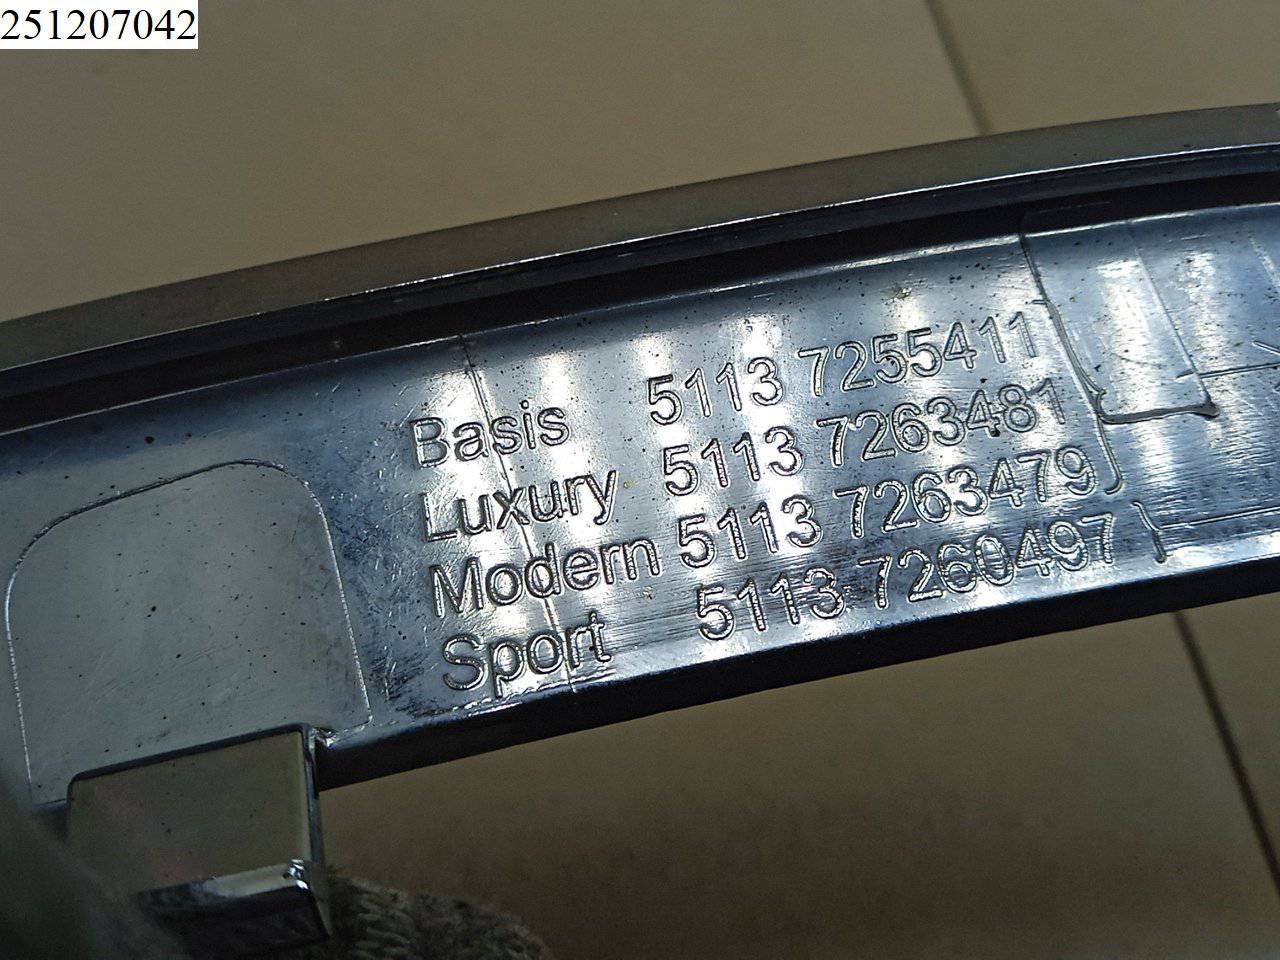 251207042
Basis 5113 7255411
Luxury 5113 7263481
Modern 5113 7263479
Sport 5113 7260497